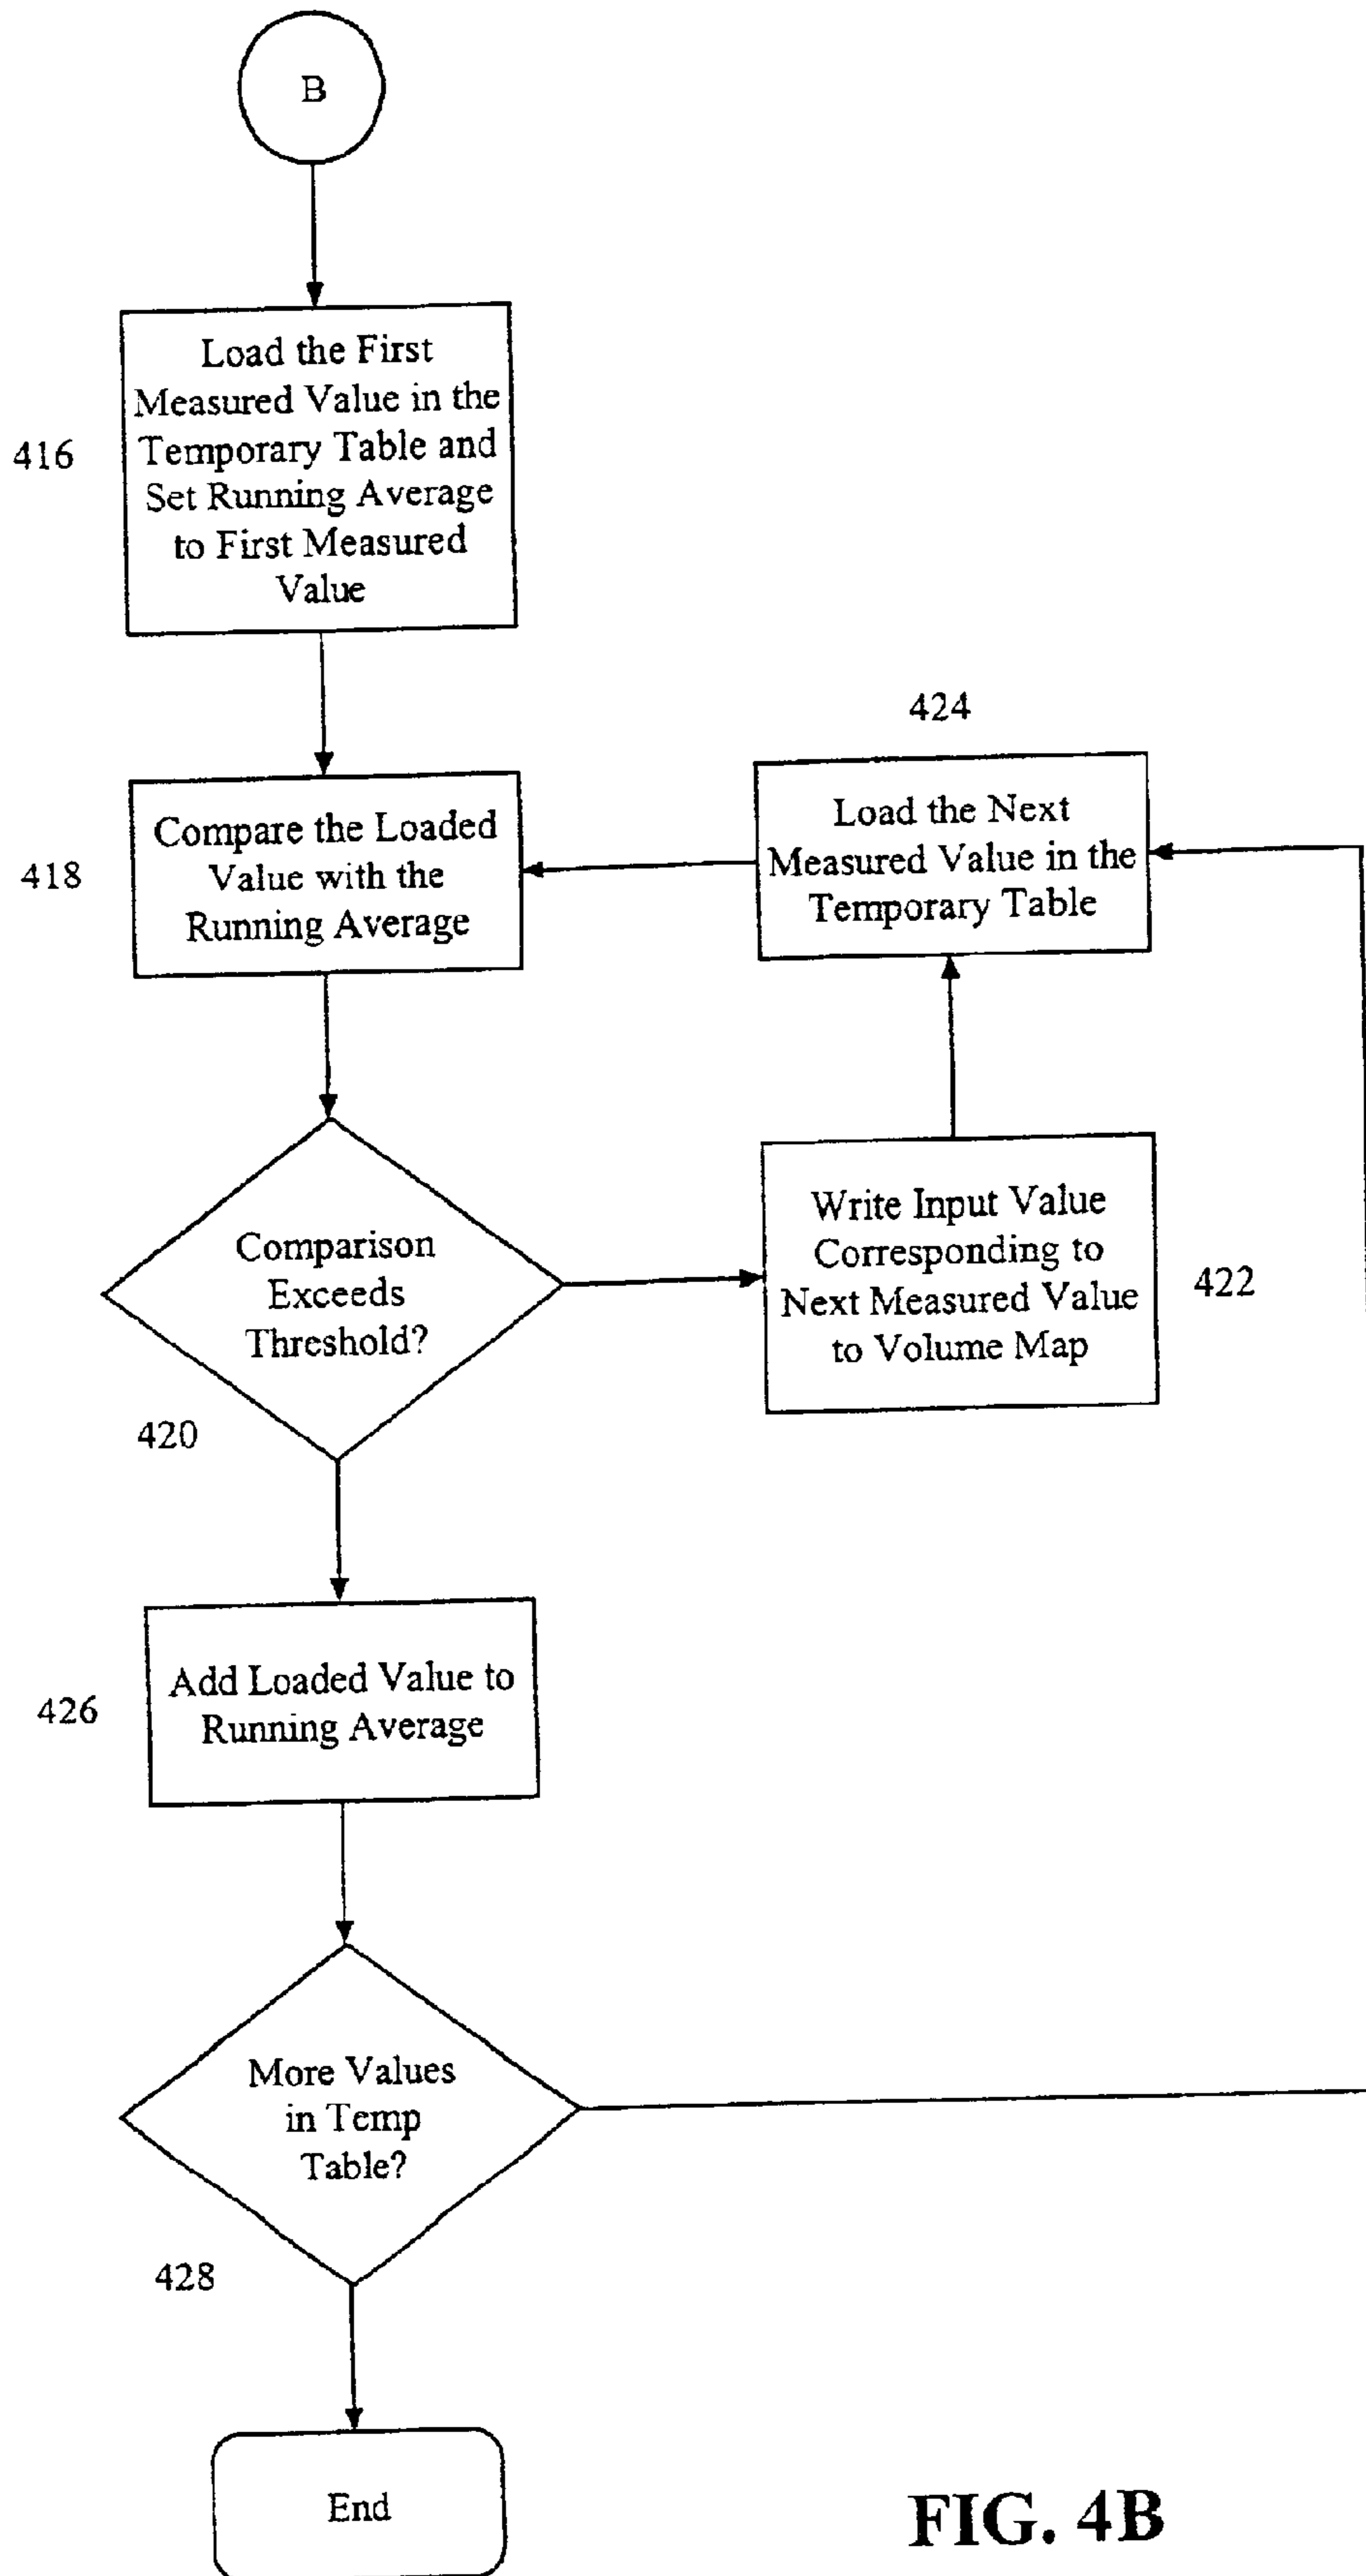 B
Load the First
Measured Value in the
Temporary Table and
Set Running Average
to First Measured
Value
416
424
Load the Next
Measured Value in the
Temporary Table
Compare the Loaded
Value with the
Running Average
418
Comparison
Exceeds
Threshold?
420
Write Input Value
Corresponding to
Next Measured Value
to Volume Map
422
Add Loaded Value to
Running Average
426
More Values
in Temp
Table?
428
End
FIG. 4B